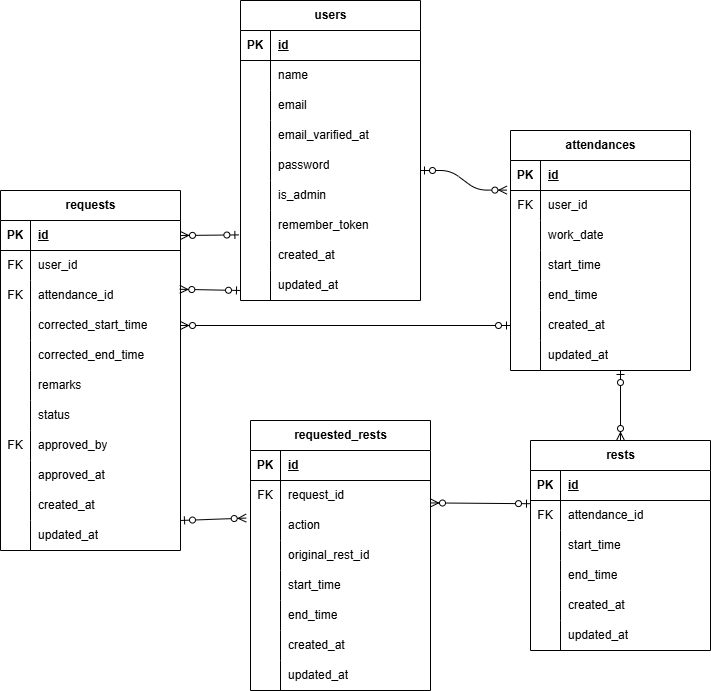 users
PK id
name
email
email_varified_at
password
is_admin
remember_token
created_at
updated_at
attendances
PK id
FK user_id
work_date
start_time
end_time
created_at
updated_at
requests
PK id
FK user_id
FK attendance_id
corrected_start_time
corrected_end_time
remarks
status
FK approved_by
approved_at
created_at
updated_at
requested_rests
PK id
FK request_id
action
original_rest_id
start_time
end_time
created_at
updated_at
rests
PK id
FK attendance_id
start_time
end_time
created_at
updated_at